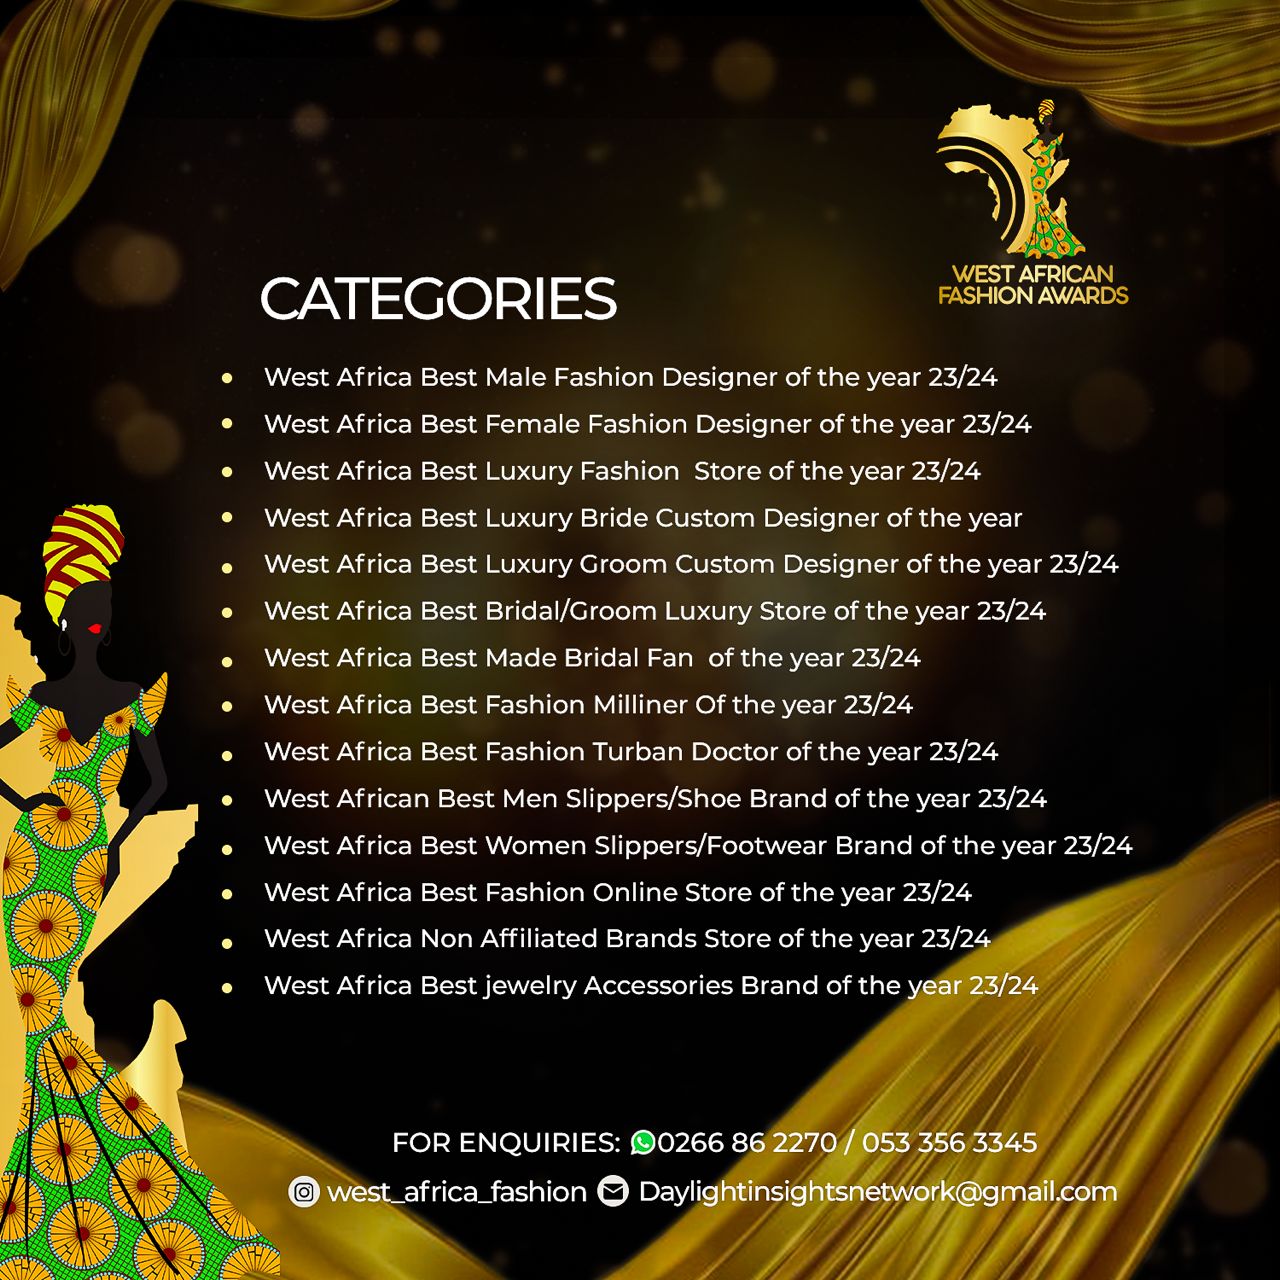 WEST AFRICAN
FASHION AWARDS
CATEGORIES
West Africa Best Male Fashion Designer of the year 23/24
West Africa Best Female Fashion Designer of the year 23/24
West Africa Best Luxury Fashion  Store of the year 23/24
West Africa Best Luxury Bride Custom Designer of the year
West Africa Best Luxury Groom Custom Designer of the year 23/24
West Africa Best Bridal/Groom Luxury Store of the year 23/24
West Africa Best Made Bridal Fan  of the year 23/24
West Africa Best Fashion Milliner Of the year 23/24
West Africa Best Fashion Turban Doctor of the year 23/24
West African Best Men Slippers/Shoe Brand of the year 23/24
West Africa Best Women Slippers/Footwear Brand of the year 23/24
West Africa Best Fashion Online Store of the year 23/24
West Africa Non Affiliated Brands Store of the year 23/24
West Africa Best jewelry Accessories Brand of the year 23/24
FOR ENQUIRIES: 0266 86 2270 / 053 356 3345
west_africa_fashion Daylightinsightsnetwork@gmail.com